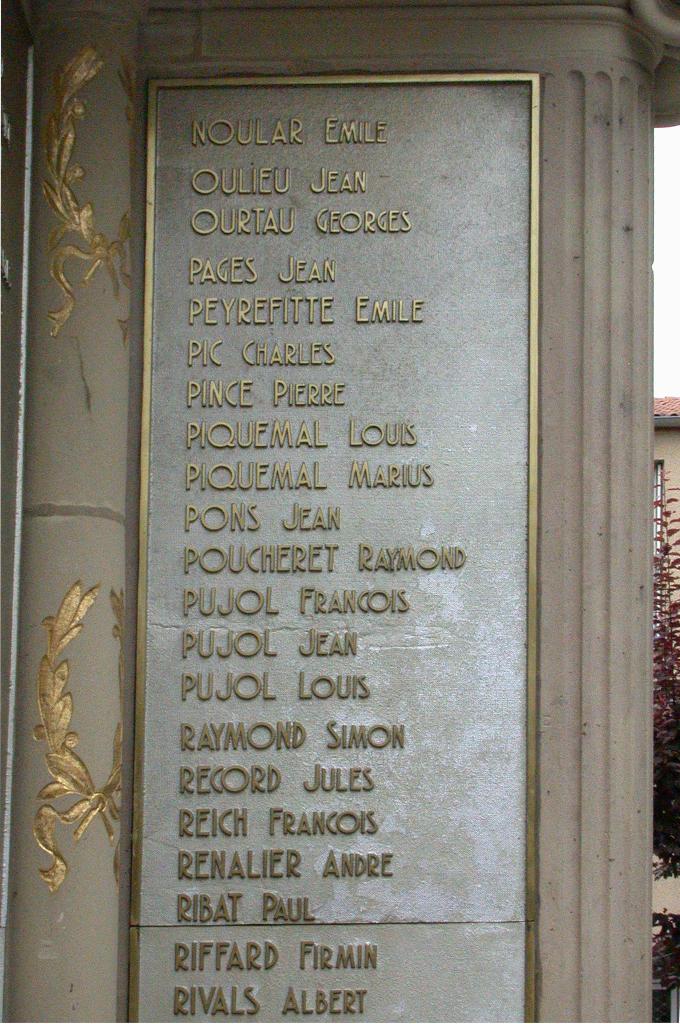 NOULAR EMILE
OULIEU JEAN
OURTAU GEORGES
PAGES JEAN
PEYREFITTE EMILE
PIC CHARLES
PINCE PIERRE
PIQUEMAL LOUIS
PIQUEMAL MARIUS
PONS JEAN
POUCHERET RAYMOND
PUJOL FRANCOIS
PUJOL JEAN
PUJOL LOUIS
RAYMOND SIMON
RECORD JULES
REICH FRANCOIS
RENALIER ANDRE
RIBAT PAUL
RIFFARD FIRMIN
RIVALS ALBERT